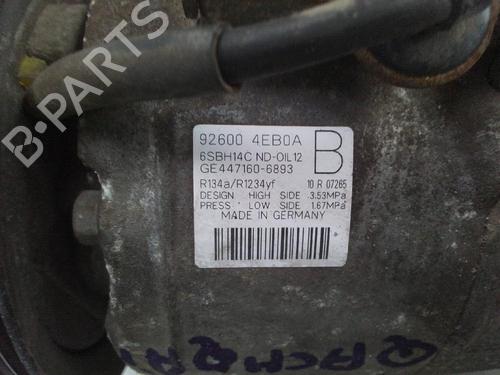 B-PARTS
92600 4EB0A
B
6SBH14C ND-OIL12
GE447160-6893
R134a/R1234yf 10 R 07265
DESIGN HIGH SIDE 3.53MPa
PRESS LOW SIDE 1.67MPa
MADE IN GERMANY